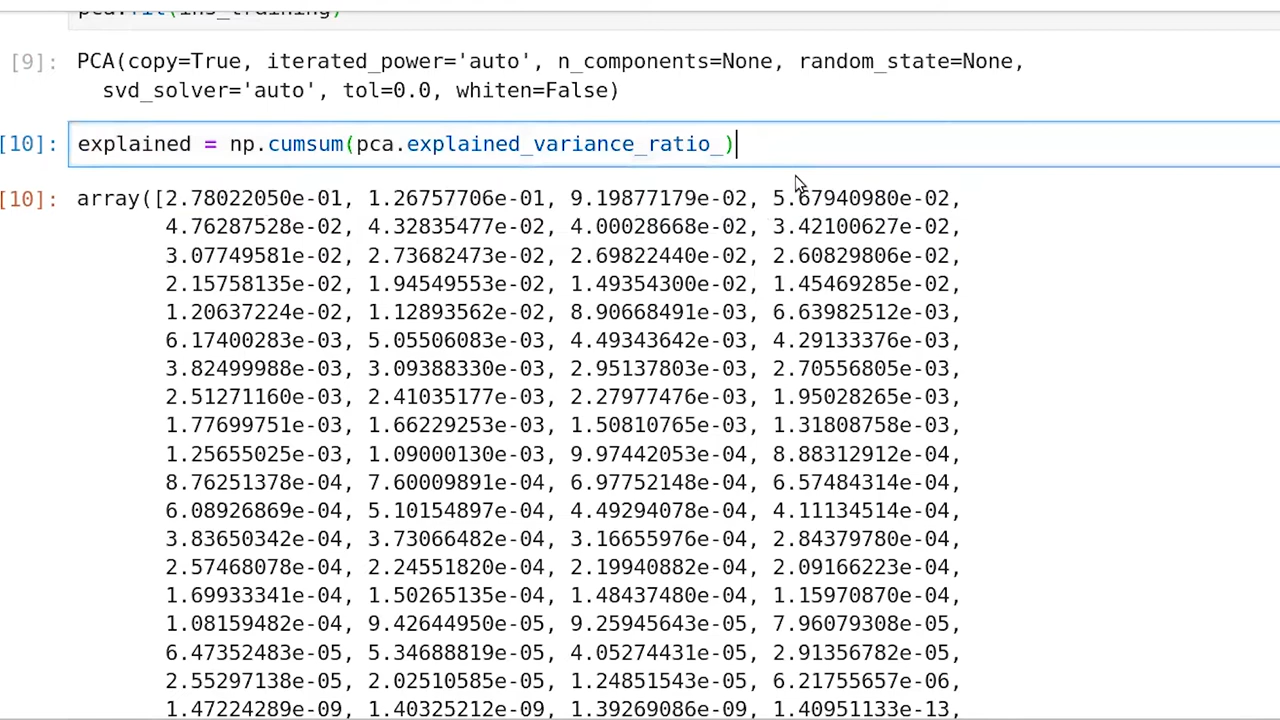 pca.fit(ins_training)
[9]: PCA(copy=True, iterated_power='auto', n_components=None, random_state=None,
svd_solver='auto', tol=0.0, whiten=False)
[10]: explained = np.cumsum(pca.explained_variance_ratio_)
[10]: array([2.78022050e-01, 1.26757706e-01, 9.19877179e-02, 5.67940980e-02,
4.76287528e-02, 4.32835477e-02, 4.00028668e-02, 3.42100627e-02,
3.07749581e-02, 2.73682473e-02, 2.69822440e-02, 2.60829806e-02,
2.15758135e-02, 1.94549553e-02, 1.49354300e-02, 1.45469285e-02,
1.20637224e-02, 1.12893562e-02, 8.90668491e-03, 6.63982512e-03,
6.17400283e-03, 5.05506083e-03, 4.49343642e-03, 4.29133376e-03,
3.82499988e-03, 3.09388330e-03, 2.95137803e-03, 2.70556805e-03,
2.51271160e-03, 2.41035177e-03, 2.27977476e-03, 1.95028265e-03,
1.77699751e-03, 1.66229253e-03, 1.50810765e-03, 1.31808758e-03,
1.25655025e-03, 1.09000130e-03, 9.97442053e-04, 8.88312912e-04,
8.76251378e-04, 7.60009891e-04, 6.97752148e-04, 6.57484314e-04,
6.08926869e-04, 5.10154897e-04, 4.49294078e-04, 4.11134514e-04,
3.83650342e-04, 3.73066482e-04, 3.16655976e-04, 2.84379780e-04,
2.57468078e-04, 2.24551820e-04, 2.19940882e-04, 2.09166223e-04,
1.69933341e-04, 1.50265135e-04, 1.48437480e-04, 1.15970870e-04,
1.08159482e-04, 9.42644950e-05, 9.25945643e-05, 7.96079308e-05,
6.47352483e-05, 5.34688819e-05, 4.05274431e-05, 2.91356782e-05,
2.55297138e-05, 2.02510585e-05, 1.24851543e-05, 6.21755657e-06,
1.47224289e-09, 1.40325212e-09, 1.39269086e-09, 1.40951133e-13,